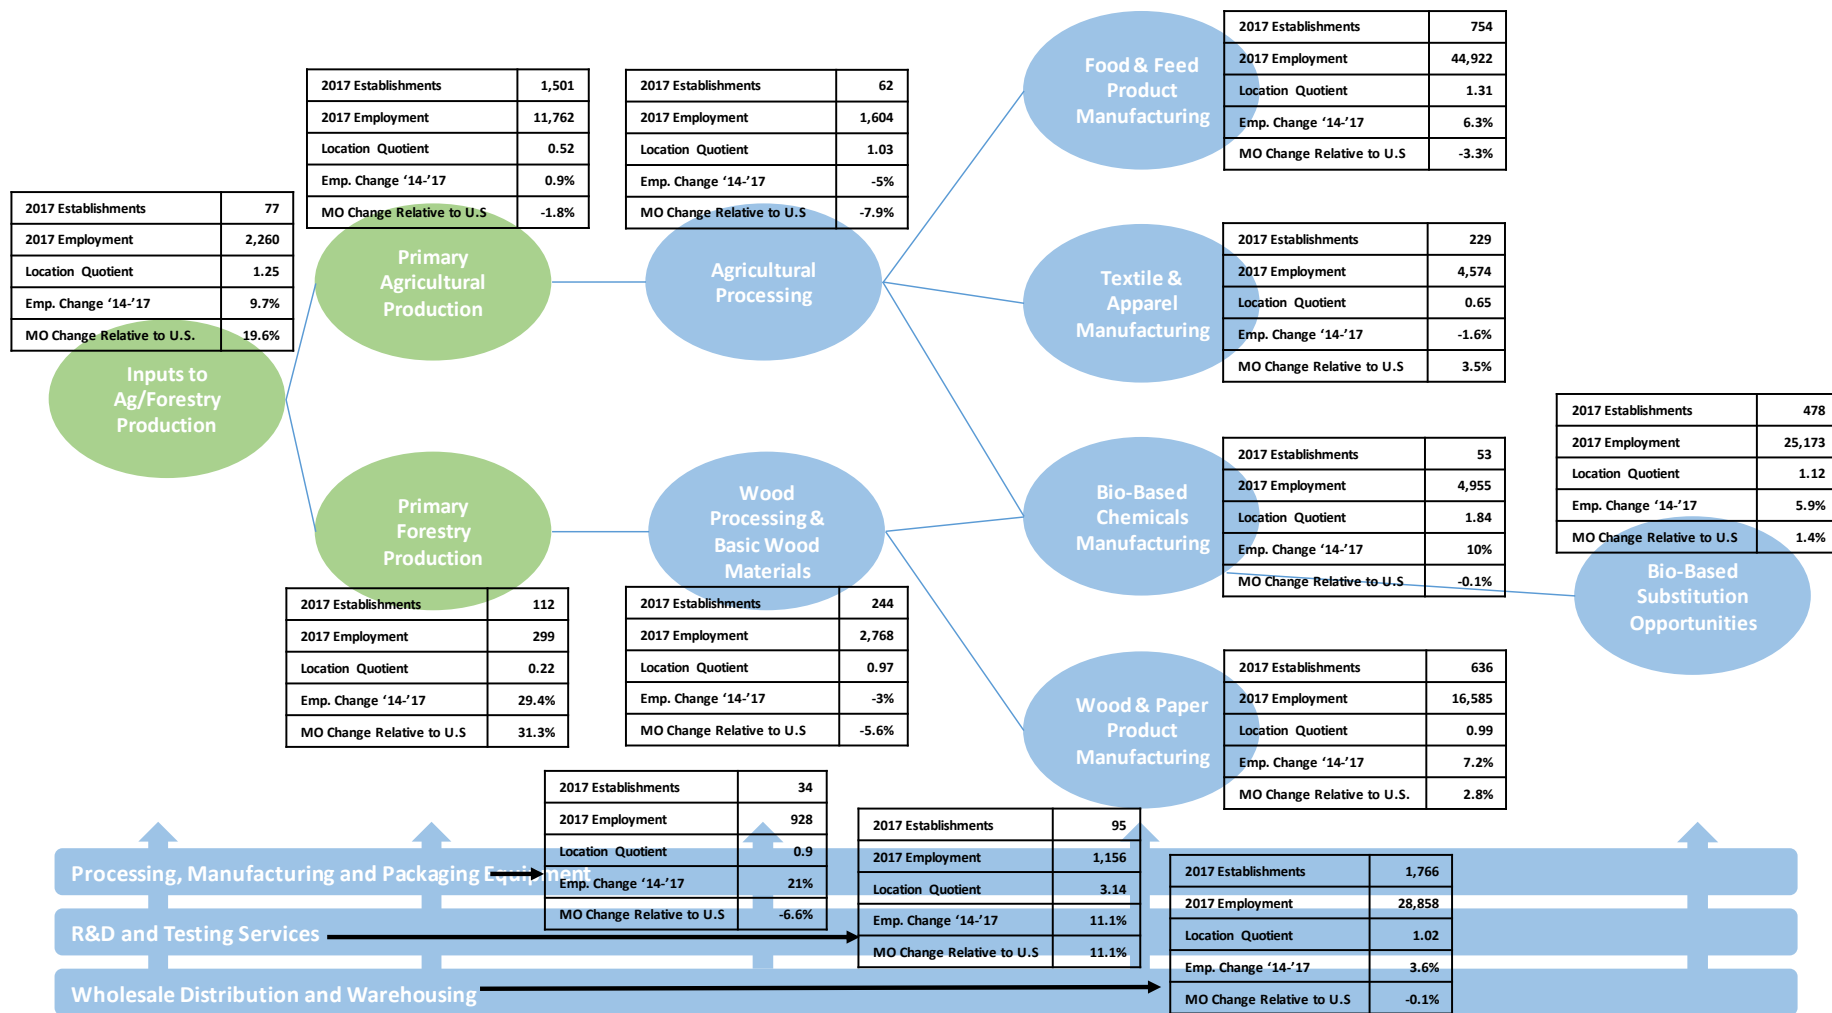 2017 Establishments 754
2017 Employment 44,922
Location Quotient 1.31
Emp. Change ‘14-’17 6.3%
MO Change Relative to U.S -3.3%
Food & Feed
Product
Manufacturing
2017 Establishments 1,501
2017 Employment 11,762
Location Quotient 0.52
Emp. Change ‘14-’17 0.9%
MO Change Relative to U.S -1.8%
Primary
Agricultural
Production
2017 Establishments 62
2017 Employment 1,604
Location Quotient 1.03
Emp. Change ‘14-’17 -5%
MO Change Relative to U.S -7.9%
Agricultural
Processing
2017 Establishments 77
2017 Employment 2,260
Location Quotient 1.25
Emp. Change ‘14-’17 9.7%
MO Change Relative to U.S. 19.6%
Inputs to
Ag/Forestry
Production
2017 Establishments 229
2017 Employment 4,574
Location Quotient 0.65
Emp. Change ‘14-’17 -1.6%
MO Change Relative to U.S 3.5%
Textile &
Apparel
Manufacturing
2017 Establishments 478
2017 Employment 25,173
Location Quotient 1.12
Emp. Change ‘14-’17 5.9%
MO Change Relative to U.S 1.4%
Bio-Based
Substitution
Opportunities
2017 Establishments 53
2017 Employment 4,955
Location Quotient 1.84
Emp. Change ‘14-’17 10%
MO Change Relative to U.S -0.1%
Bio-Based
Chemicals
Manufacturing
Primary
Forestry
Production
2017 Establishments 112
2017 Employment 299
Location Quotient 0.22
Emp. Change ‘14-’17 29.4%
MO Change Relative to U.S 31.3%
Wood
Processing &
Basic Wood
Materials
2017 Establishments 244
2017 Employment 2,768
Location Quotient 0.97
Emp. Change ‘14-’17 -3%
MO Change Relative to U.S -5.6%
Wood & Paper
Product
Manufacturing
2017 Establishments 636
2017 Employment 16,585
Location Quotient 0.99
Emp. Change ‘14-’17 7.2%
MO Change Relative to U.S. 2.8%
Processing, Manufacturing and Packaging Equipment
2017 Establishments 34
2017 Employment 928
Location Quotient 0.9
Emp. Change ‘14-’17 21%
MO Change Relative to U.S -6.6%
R&D and Testing Services
2017 Establishments 95
2017 Employment 1,156
Location Quotient 3.14
Emp. Change ‘14-’17 11.1%
MO Change Relative to U.S 11.1%
Wholesale Distribution and Warehousing
2017 Establishments 1,766
2017 Employment 28,858
Location Quotient 1.02
Emp. Change ‘14-’17 3.6%
MO Change Relative to U.S -0.1%